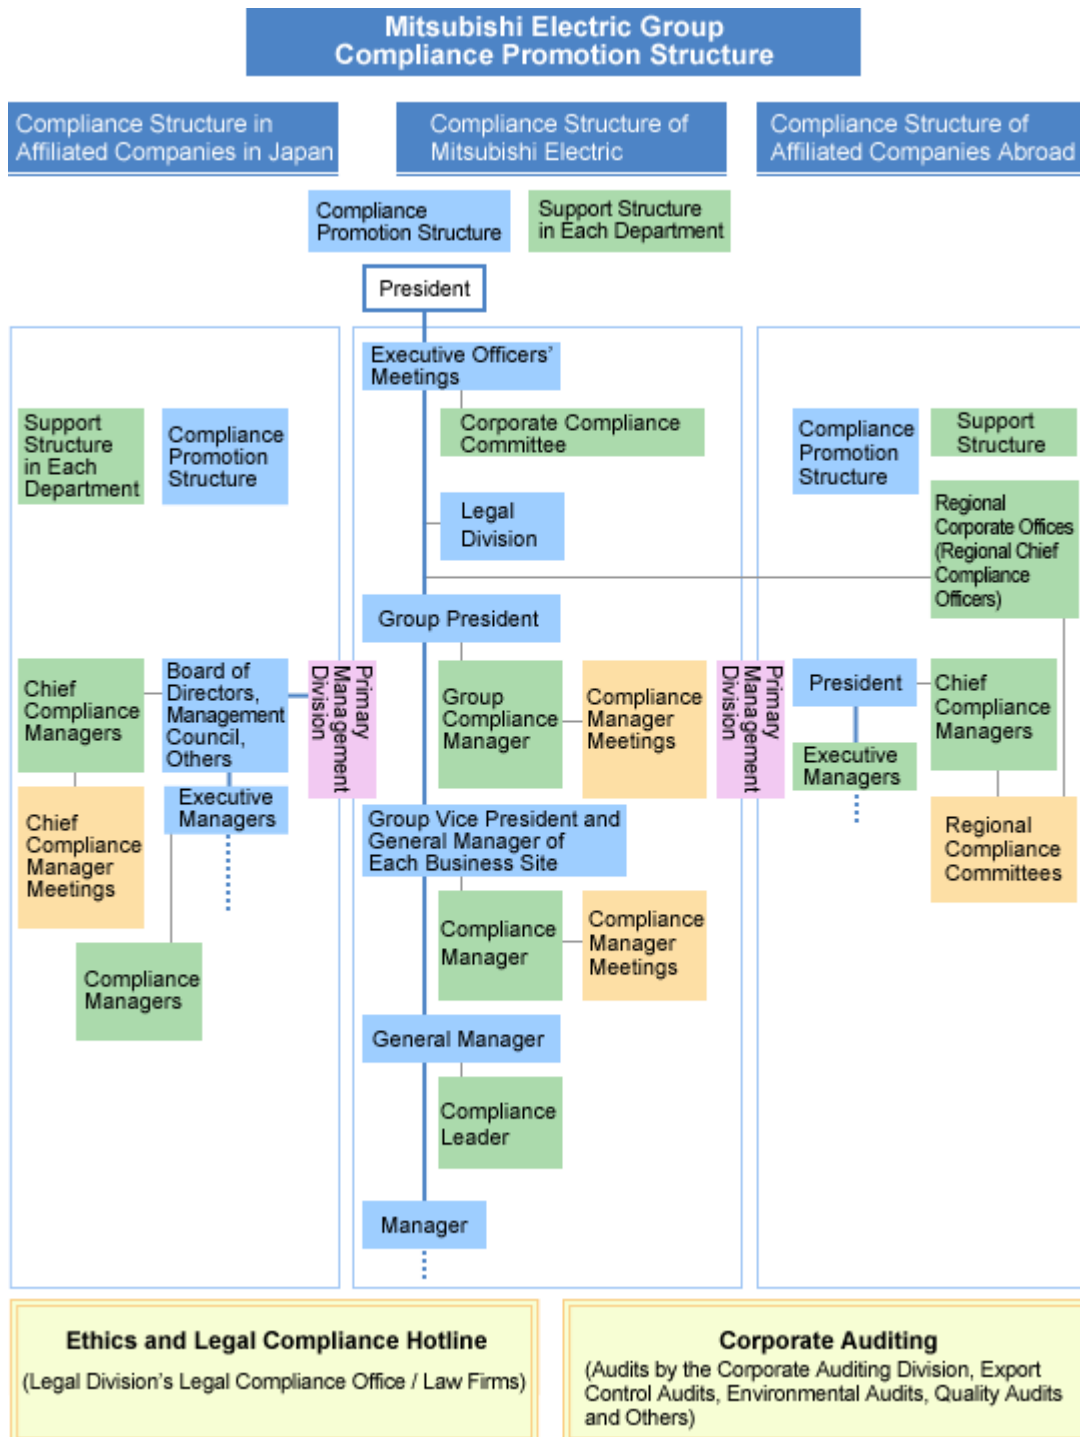 Mitsubishi Electric Group
Compliance Promotion Structure
Compliance Structure in
Affiliated Companies in Japan
Compliance Structure of
Mitsubishi Electric
Compliance Structure of
Affiliated Companies Abroad
Compliance
Promotion Structure
Support Structure
in Each Department
President
Executive Officers'
Meetings
Corporate Compliance
Committee
Legal
Division
Group President
Group
Compliance
Manager
Compliance
Manager
Meetings
Group Vice President and
General Manager of
Each Business Site
Compliance
Manager
Compliance
Manager
Meetings
General Manager
Compliance
Leader
Manager
Support
Structure
in Each
Department
Compliance
Promotion
Structure
Chief
Compliance
Managers
Board of
Directors,
Management
Council,
Others
Primary
Management
Division
Chief
Compliance
Manager
Meetings
Executive
Managers
Compliance
Managers
Compliance
Promotion
Structure
Support
Structure
Regional
Corporate Offices
(Regional Chief
Compliance
Officers)
Primary
Management
Division
President
Chief
Compliance
Managers
Executive
Managers
Regional
Compliance
Committees
Ethics and Legal Compliance Hotline
(Legal Division's Legal Compliance Office / Law Firms)
Corporate Auditing
(Audits by the Corporate Auditing Division, Export
Control Audits, Environmental Audits, Quality Audits
and Others)